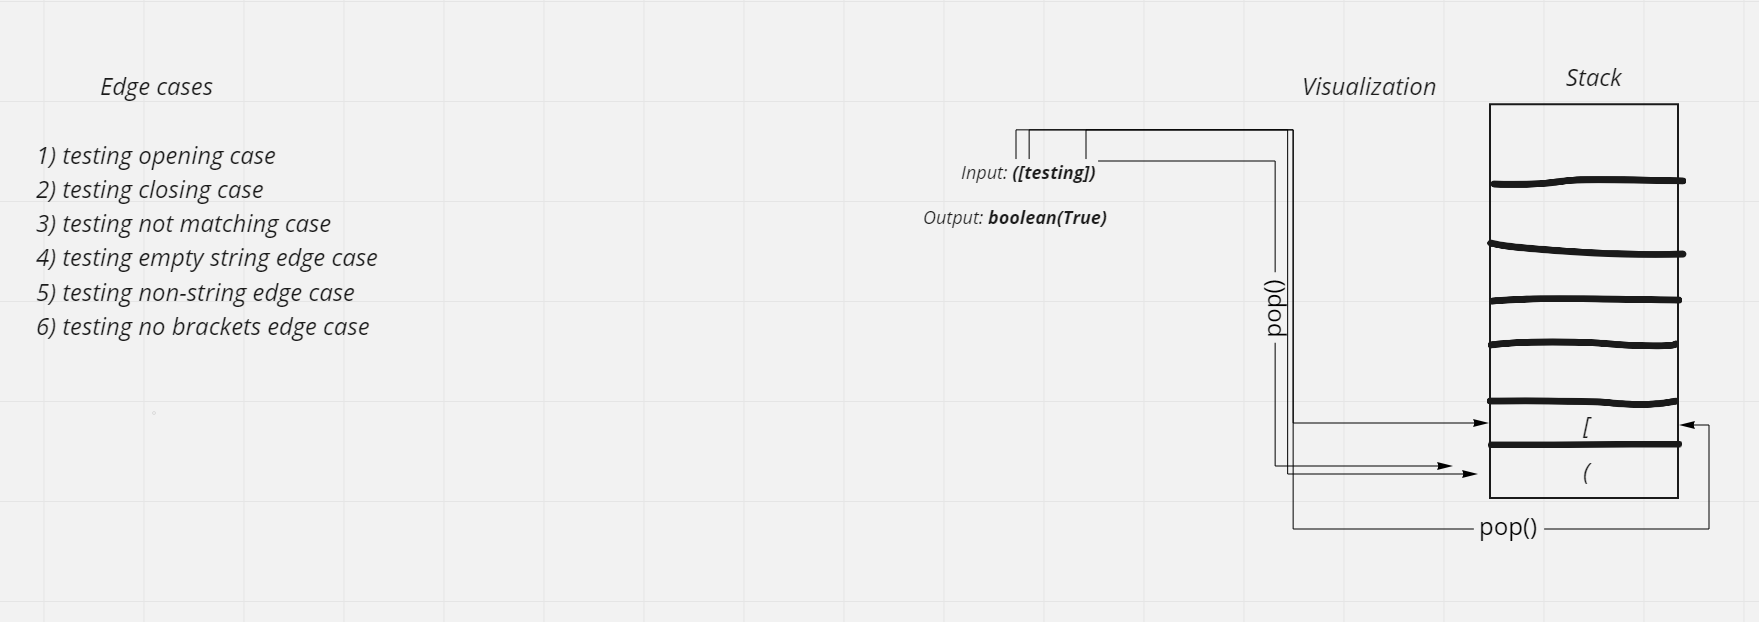 Edge cases
1) testing opening case
2) testing closing case
3) testing not matching case
4) testing empty string edge case
5) testing non-string edge case
6) testing no brackets edge case
Visualization
Stack
Input: ([testing])
Output: boolean(True)
pop()
[
(
pop()